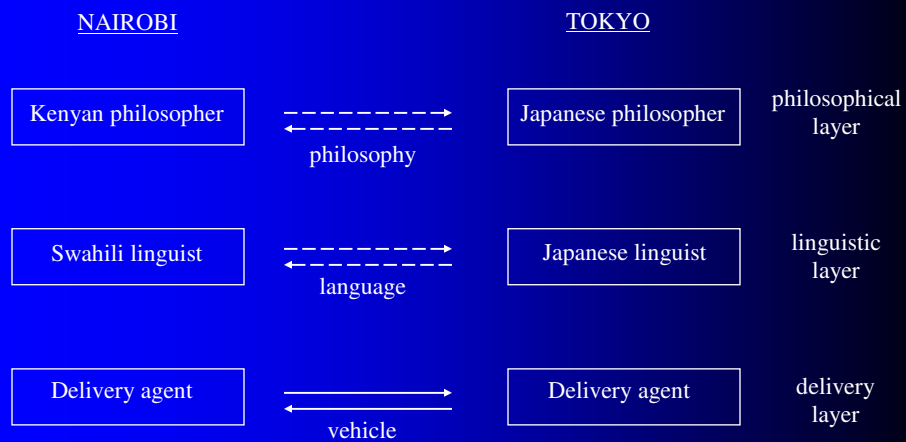 NAIROBI
TOKYO
Kenyan philosopher
Japanese philosopher
philosophical
layer
philosophy
Swahili linguist
Japanese linguist
linguistic
layer
language
Delivery agent
Delivery agent
delivery
layer
vehicle